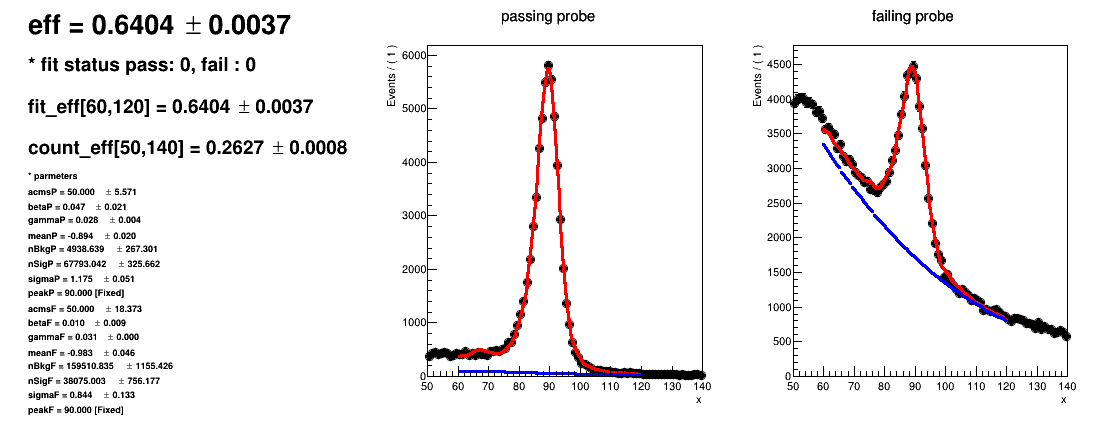 eff = 0.6404 ± 0.0037
* fit status pass: 0, fail : 0
fit_eff[60,120] = 0.6404 ± 0.0037
count_eff[50,140] = 0.2627 ± 0.0008
* parmeters
acmsP = 50.000 ± 5.571
betaP = 0.047 ± 0.021
gammaP = 0.028 ± 0.004
meanP = -0.894 ± 0.020
nBkgP = 4938.639 ± 267.301
nSigP = 67793.042 ± 325.662
sigmaP = 1.175 ± 0.051
peakP = 90.000 [Fixed]
acmsF = 50.000 ± 18.373
betaF = 0.010 ± 0.009
gammaF = 0.031 ± 0.000
meanF = -0.983 ± 0.046
nBkgF = 159510.835 ± 1155.426
nSigF = 38075.003 ± 756.177
sigmaF = 0.844 ± 0.133
peakF = 90.000 [Fixed]
passing probe
Events / ( 1 )
6000
5000
4000
3000
2000
1000
0
50 60 70 80 90 100 110 120 130 140
x
failing probe
Events / ( 1 )
4500
4000
3500
3000
2500
2000
1500
1000
500
0
50 60 70 80 90 100 110 120 130 140
x